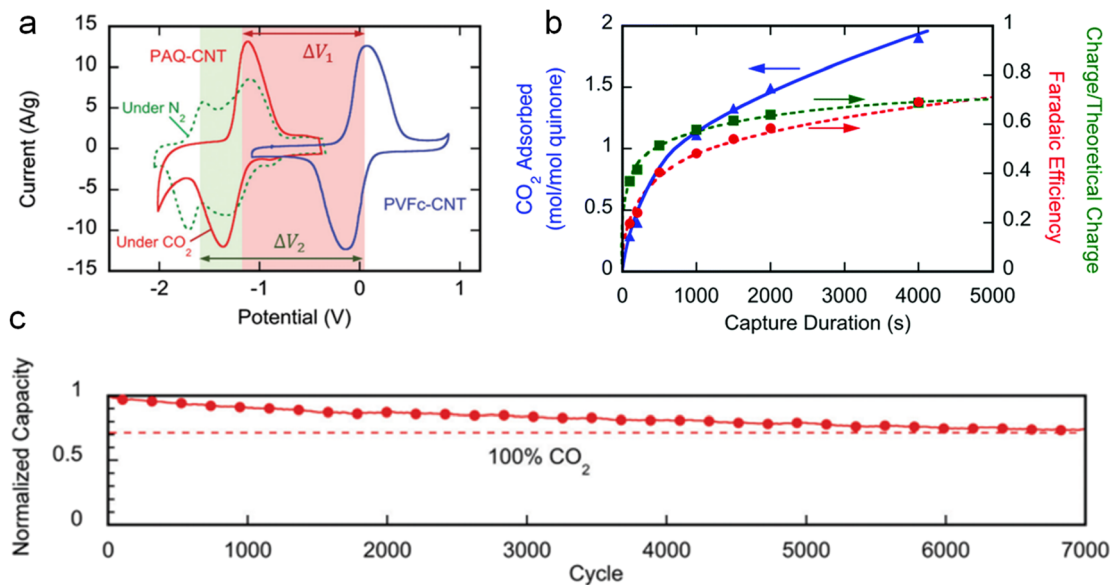 a
15
10
5
0
-5
-10
-15
Current (A/g)
PAQ-CNT
Under N2
ΔV1
PVFc-CNT
Under CO2
ΔV2
-2
-1
0
1
Potential (V)
b
2
1.5
1
0.5
0
CO2 Adsorbed
(mol/mol quinone)
1
0.8
0.6
0.4
0.2
0
Faradaic Efficiency
Charge/Theoretical Charge
0
1000
2000
3000
4000
5000
Capture Duration (s)
c
1
0.5
0
Normalized Capacity
100% CO2
0
1000
2000
3000
4000
5000
6000
7000
Cycle